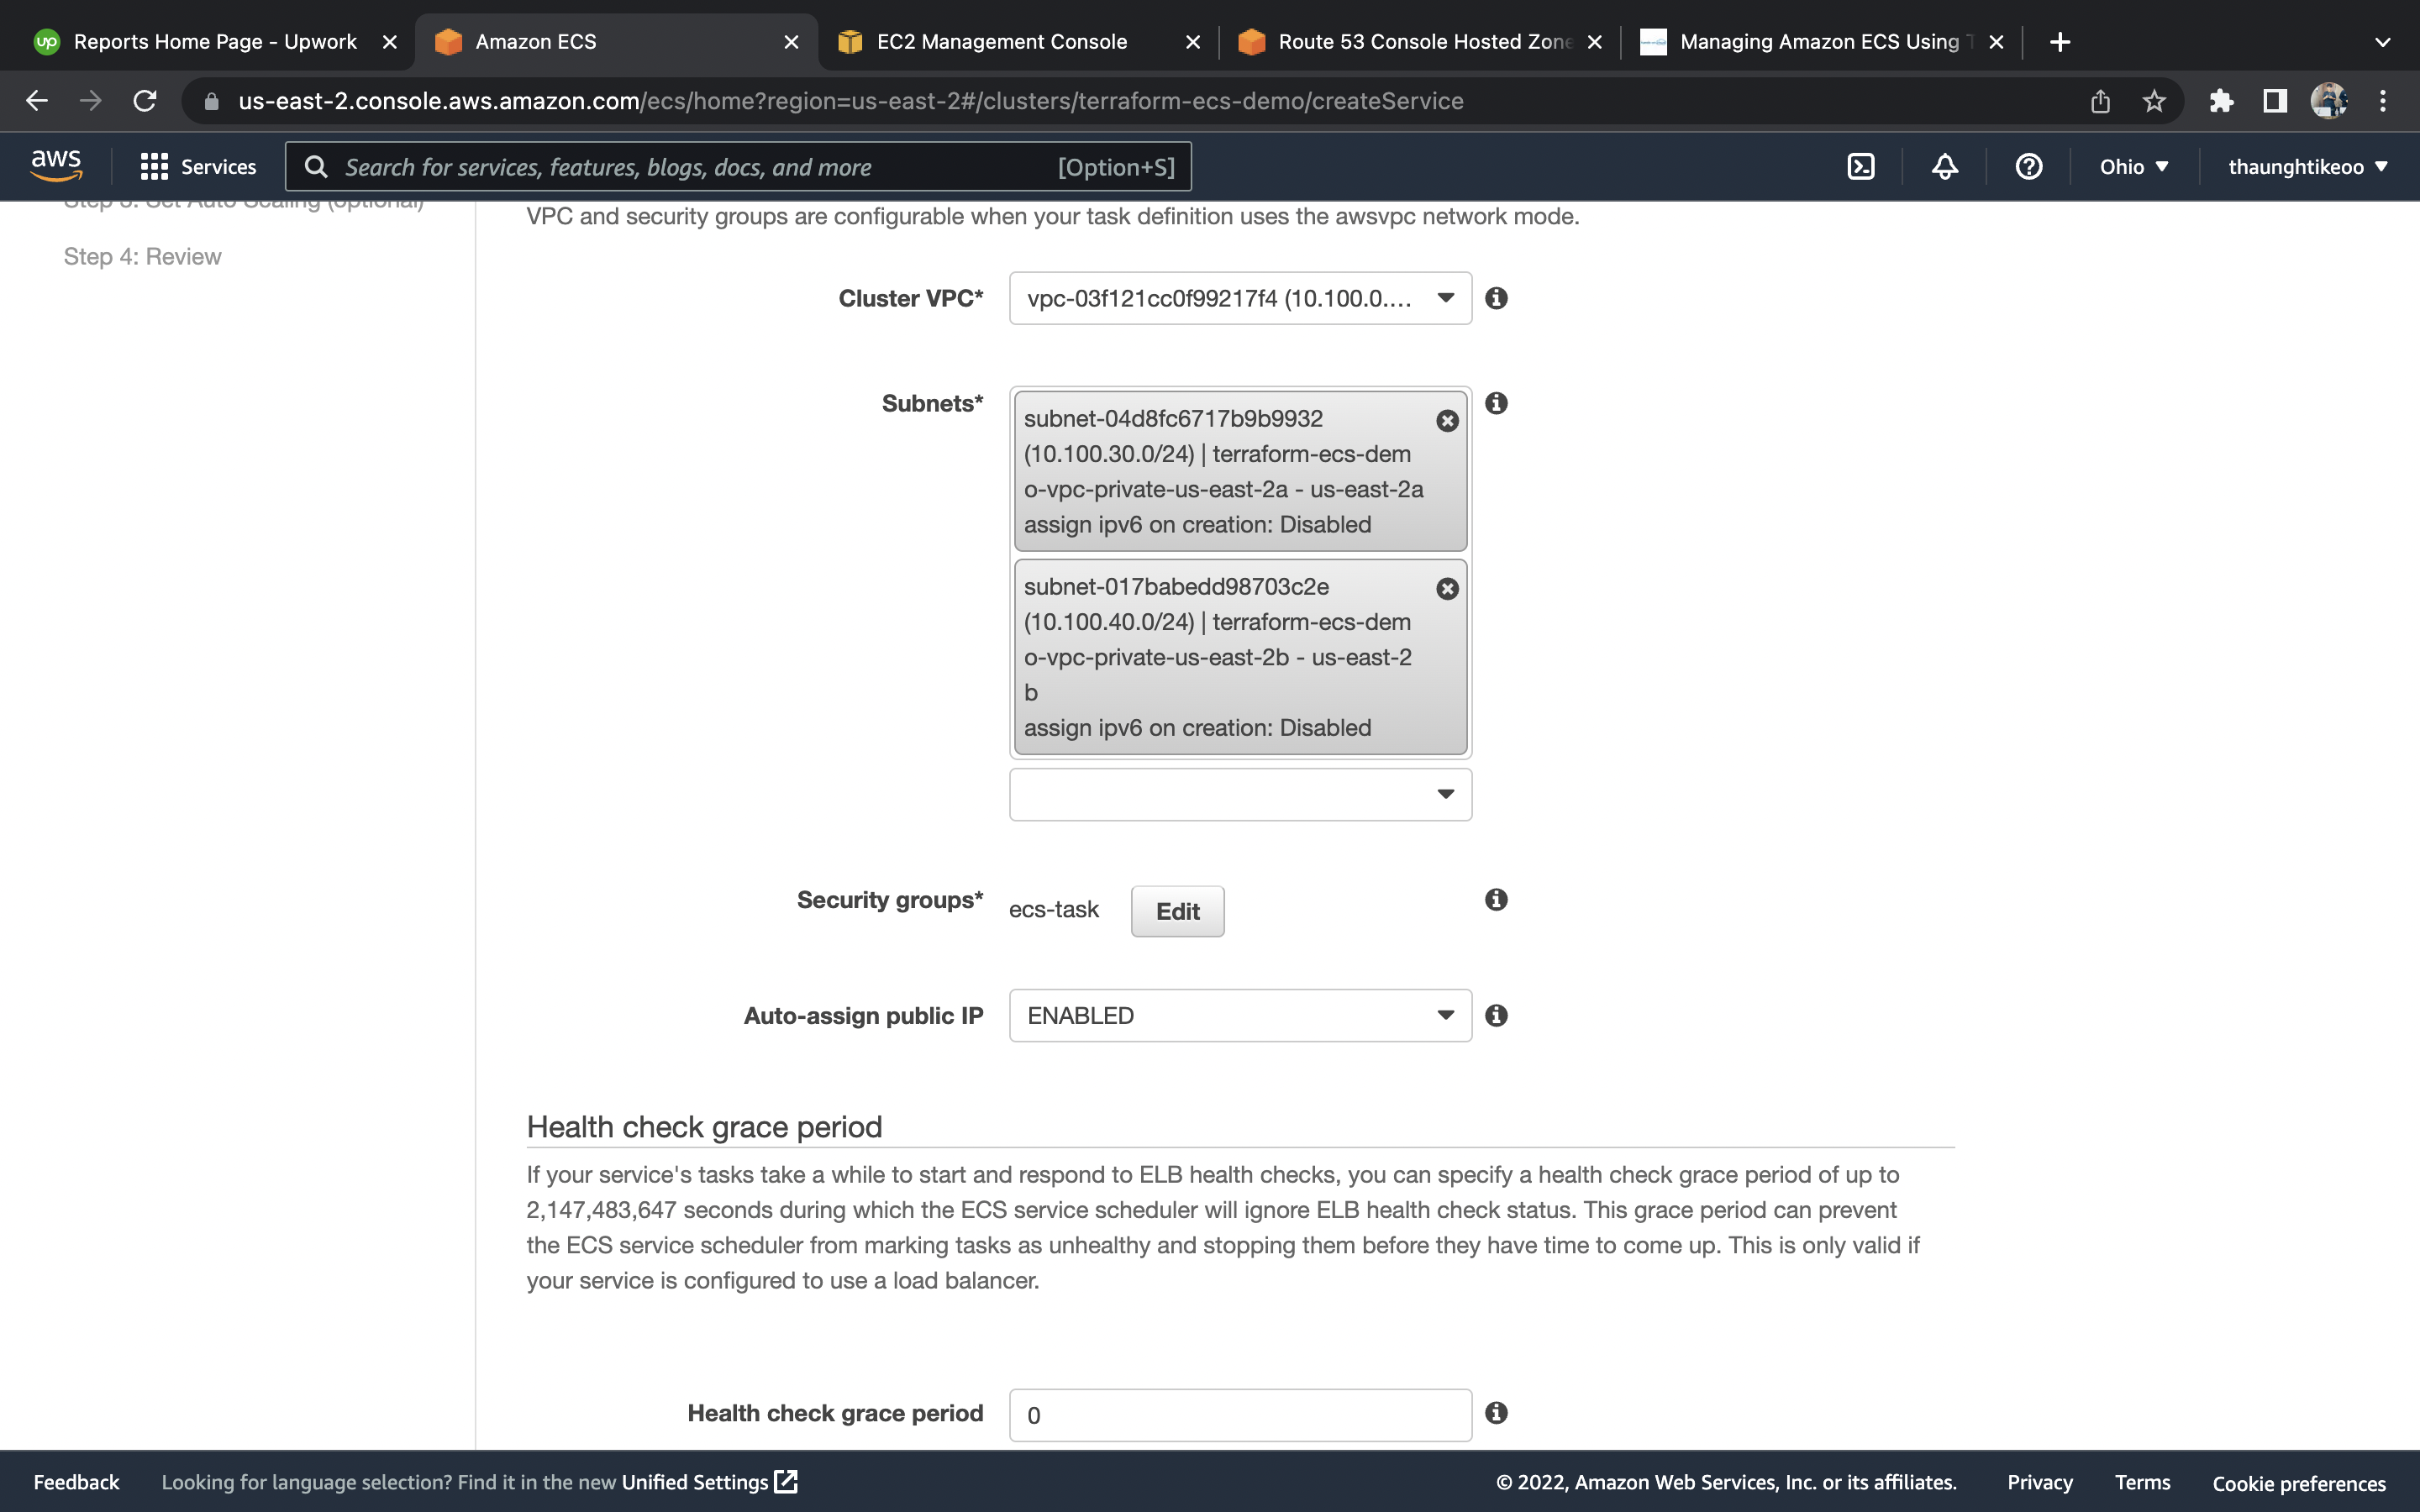 Reports Home Page - Upwork
Amazon ECS
EC2 Management Console
Route 53 Console Hosted Zone
Managing Amazon ECS Using
us-east-2.console.aws.amazon.com/ecs/home?region=us-east-2#/clusters/terraform-ecs-demo/createService
aws
Services
Search for services, features, blogs, docs, and more
[Option+S]
Ohio
thaunghtikeoo
Step 3: Set Auto Scaling (optional)
Step 4: Review
VPC and security groups are configurable when your task definition uses the awsvpc network mode.
Cluster VPC*
vpc-03f121cc0f99217f4 (10.100.0....
Subnets*
subnet-04d8fc6717b9b9932
(10.100.30.0/24) | terraform-ecs-dem
o-vpc-private-us-east-2a - us-east-2a
assign ipv6 on creation: Disabled
subnet-017babedd98703c2e
(10.100.40.0/24) | terraform-ecs-dem
o-vpc-private-us-east-2b - us-east-2
b
assign ipv6 on creation: Disabled
Security groups*
ecs-task
Edit
Auto-assign public IP
ENABLED
Health check grace period
If your service's tasks take a while to start and respond to ELB health checks, you can specify a health check grace period of up to
2,147,483,647 seconds during which the ECS service scheduler will ignore ELB health check status. This grace period can prevent
the ECS service scheduler from marking tasks as unhealthy and stopping them before they have time to come up. This is only valid if
your service is configured to use a load balancer.
Health check grace period
0
Feedback
Looking for language selection? Find it in the new Unified Settings
© 2022, Amazon Web Services, Inc. or its affiliates.
Privacy
Terms
Cookie preferences